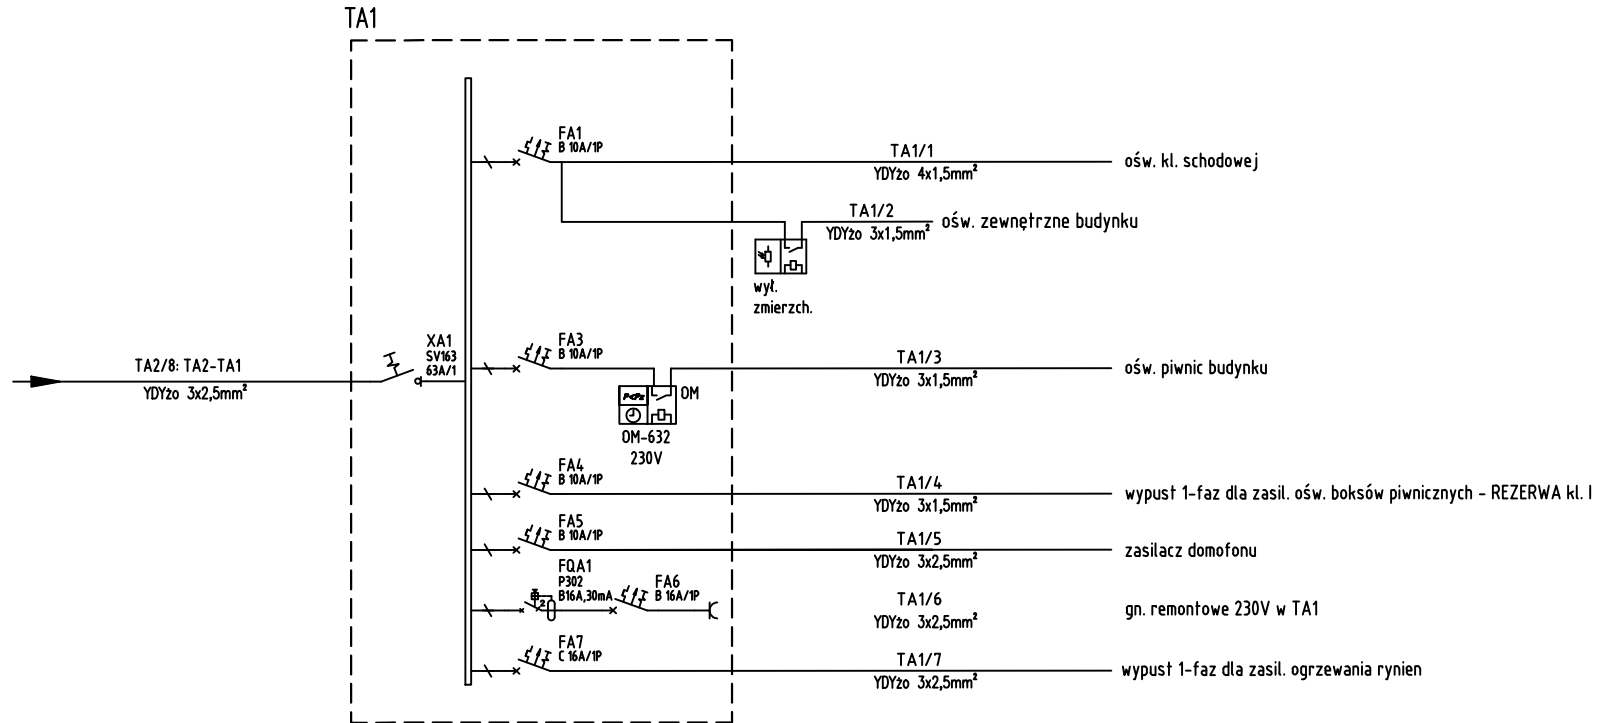 TA1
FA1
B 10A/1P
TA1/1
YDYżo 4x1,5mm²
ośw. kl. schodowej
TA1/2
YDYżo 3x1,5mm²
ośw. zewnętrzne budynku
wył.
zmierzch.
TA2/8: TA2-TA1
YDYżo 3x2,5mm²
XA1
SV163
63A/1
FA3
B 10A/1P
TA1/3
YDYżo 3x1,5mm²
ośw. piwnic budynku
P<Pz
OM
OM-632
230V
FA4
B 10A/1P
TA1/4
YDYżo 3x1,5mm²
wypust 1-faz dla zasil. ośw. boksów piwnicznych - REZERWA kl. I
FA5
B 10A/1P
TA1/5
YDYżo 3x2,5mm²
zasilacz domofonu
FQA1
P302
B16A,30mA
2
FA6
B 16A/1P
TA1/6
YDYżo 3x2,5mm²
gn. remontowe 230V w TA1
FA7
C 16A/1P
TA1/7
YDYżo 3x2,5mm²
wypust 1-faz dla zasil. ogrzewania rynien